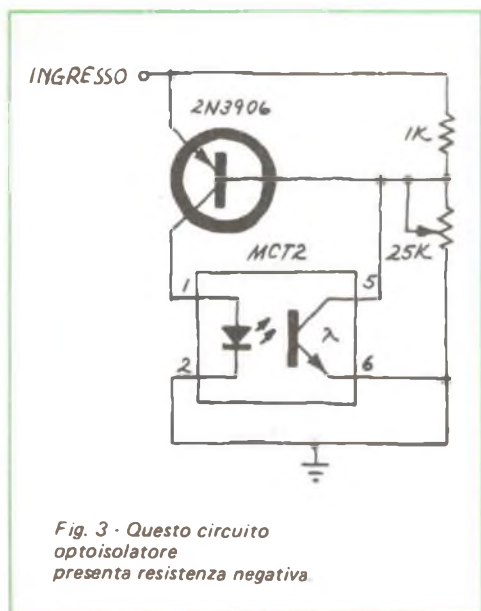 INGRESSO
2N3906
1K
MCT2
25K
1
5
λ
2
6
Fig. 3 - Questo circuito
optoisolatore
presenta resistenza negativa.